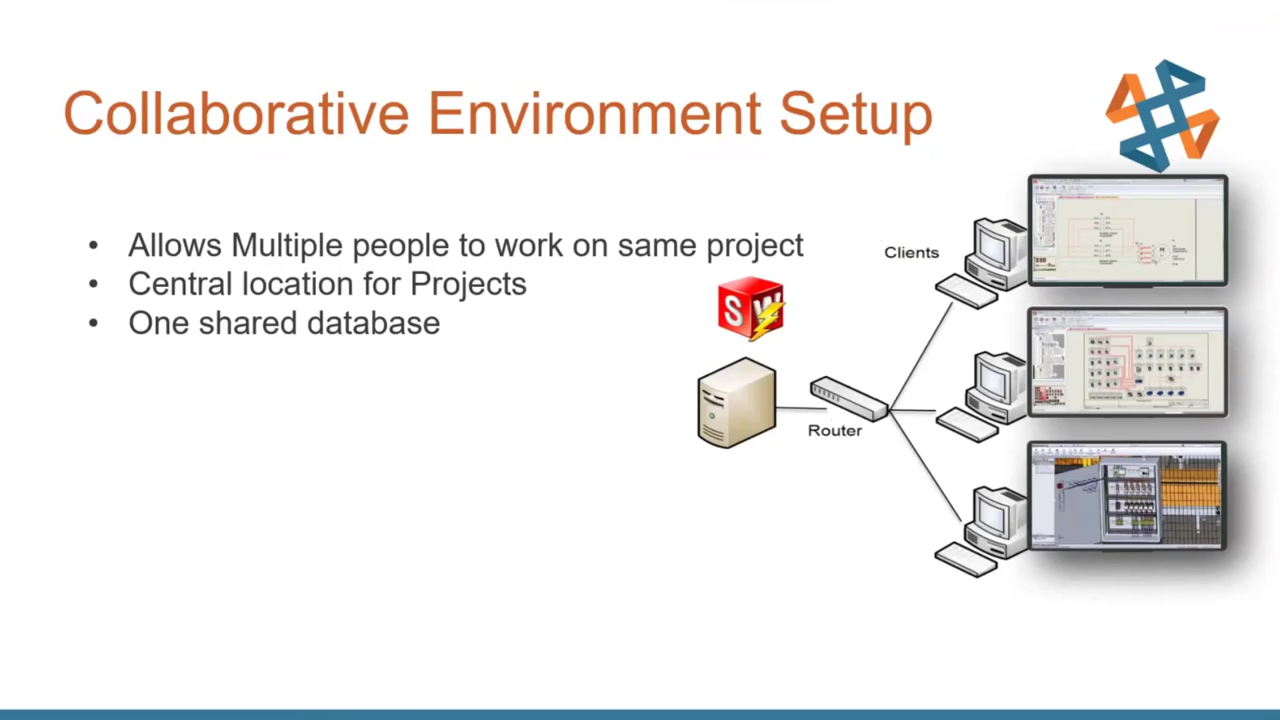 Collaborative Environment Setup
• Allows Multiple people to work on same project
• Central location for Projects
• One shared database
Clients
SW
Router